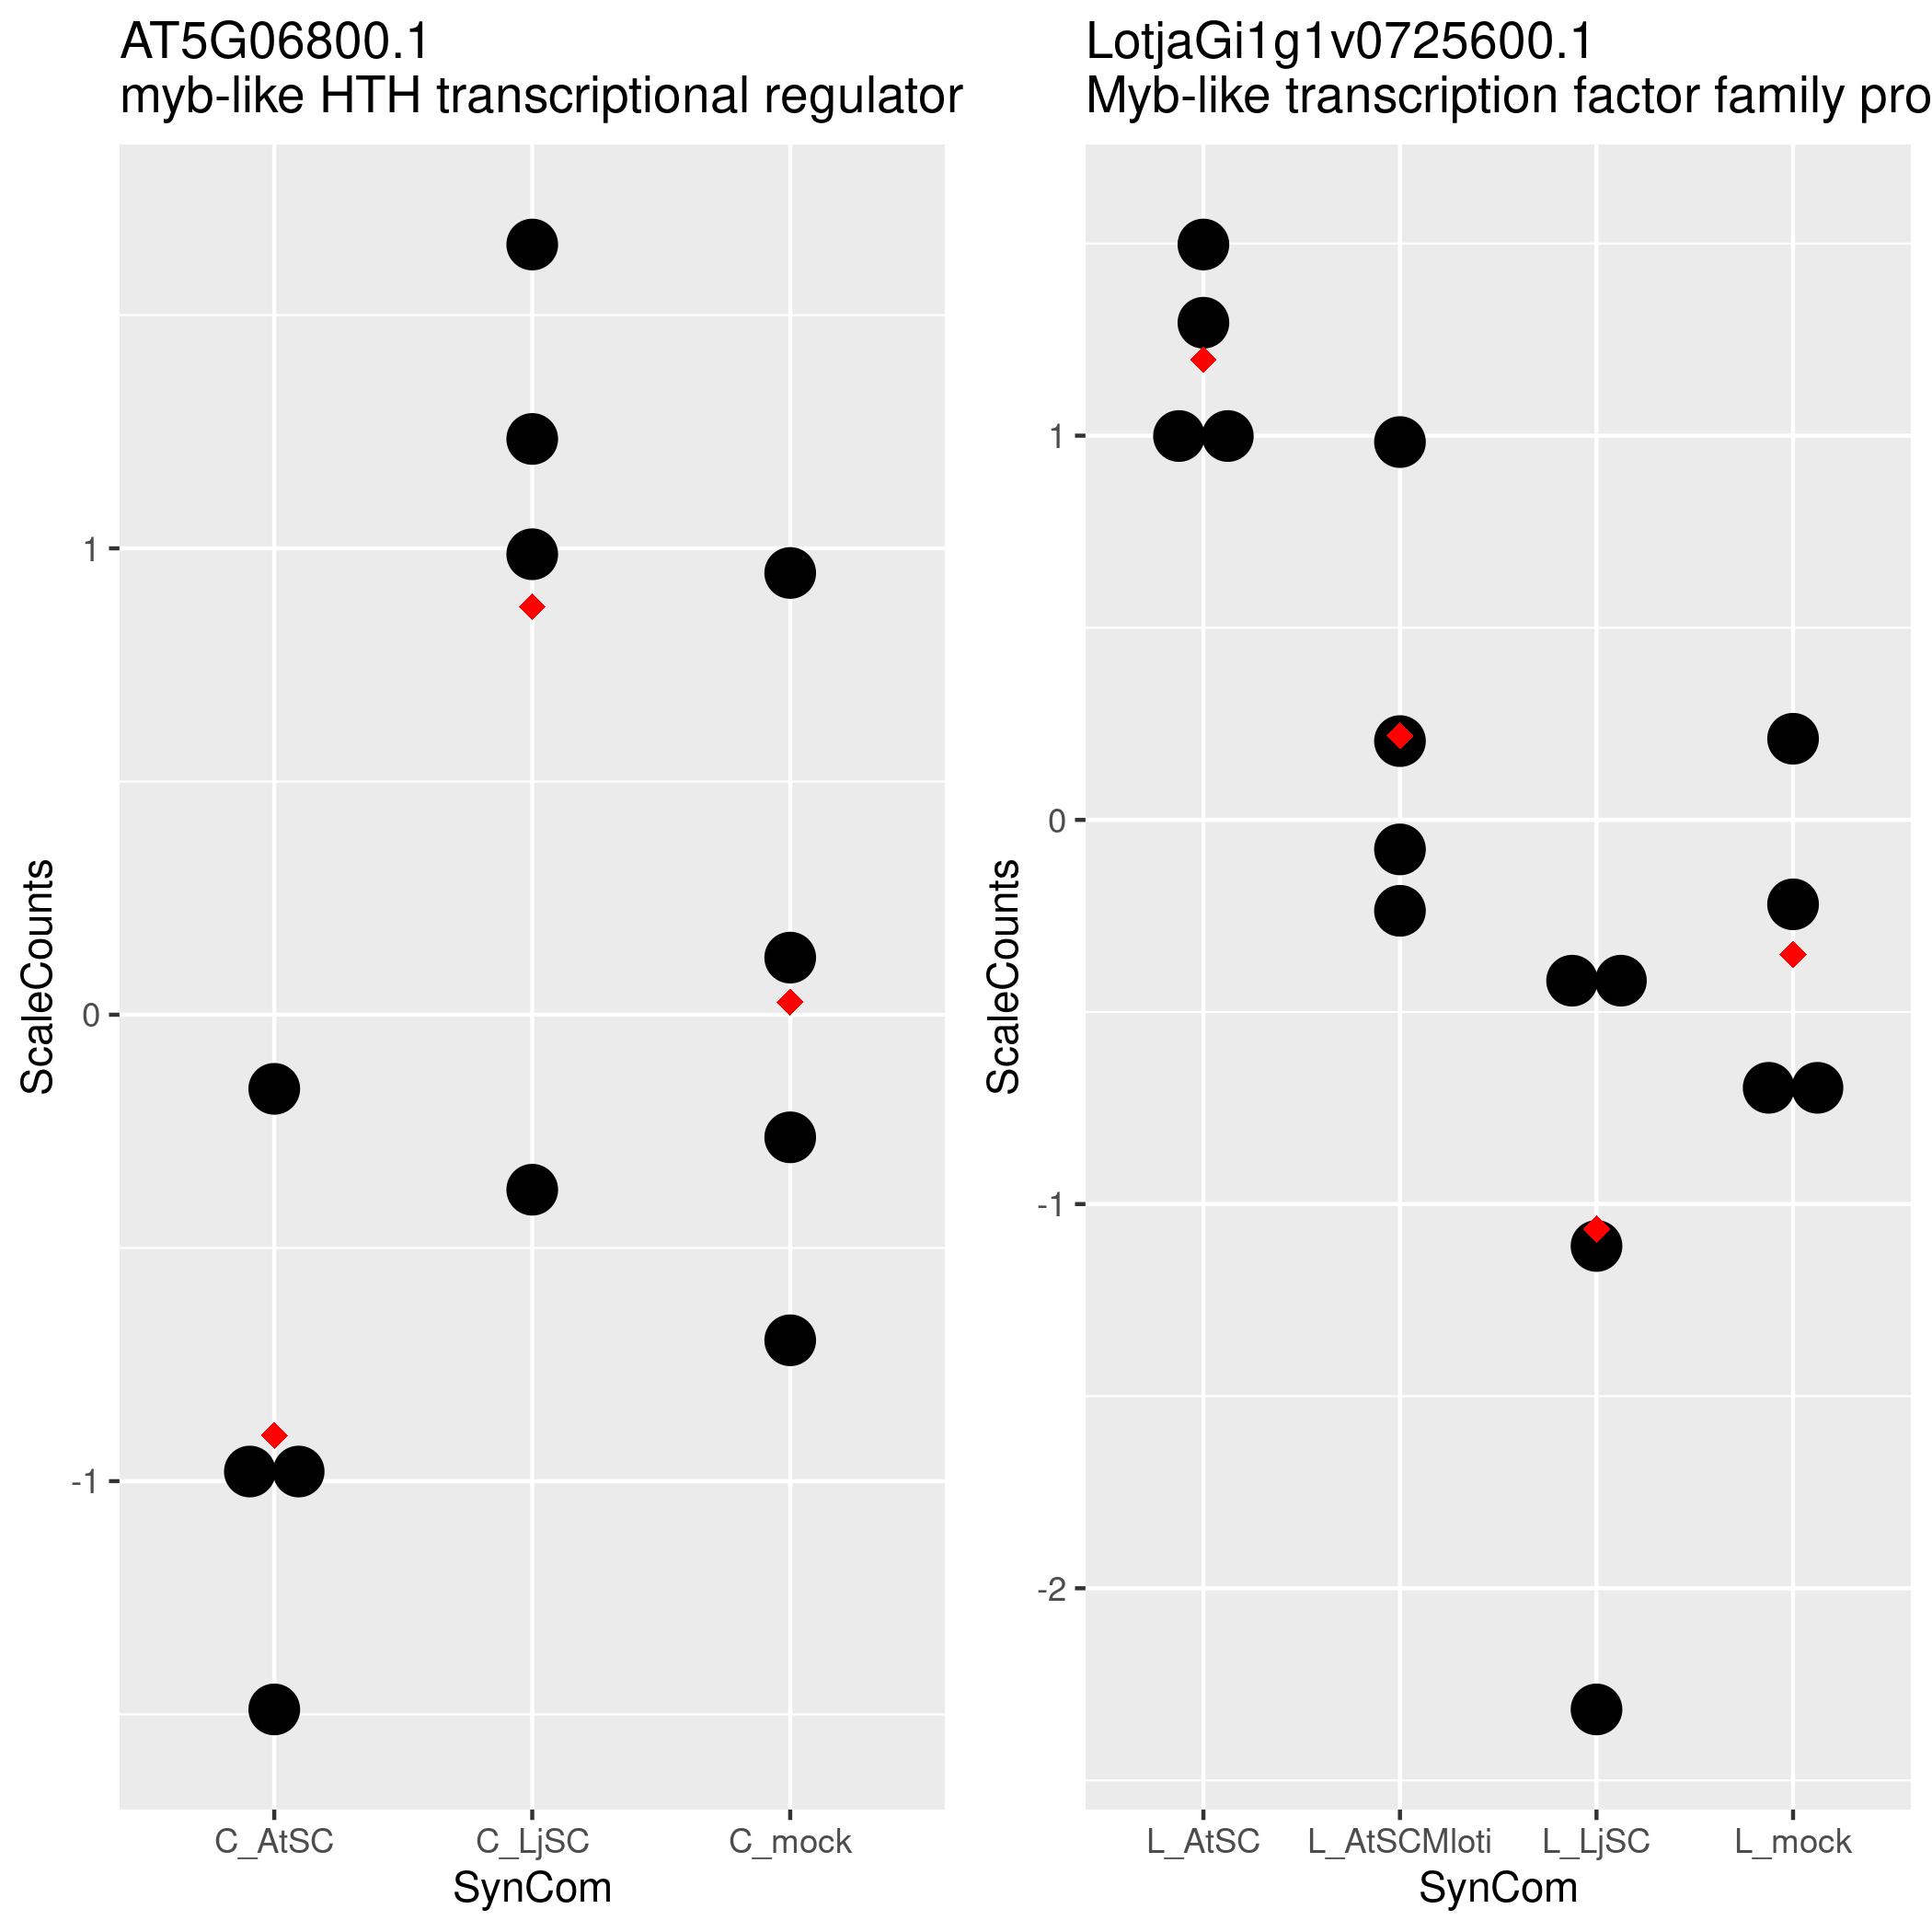 AT5G06800.1
myb-like HTH transcriptional regulator
ScaleCounts
1
0
-1
C_AtSC C_LjSC C_mock
SynCom
LotjaGi1g1v0725600.1
Myb-like transcription factor family pro
ScaleCounts
1
0
-1
-2
L_AtSC L_AtSCMloti L_LjSC L_mock
SynCom